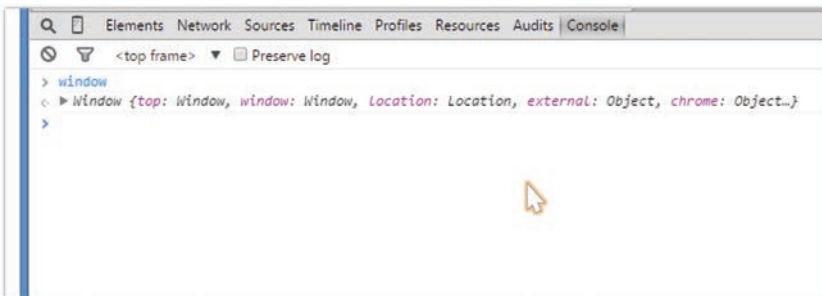 Elements Network Sources Timeline Profiles Resources Audits Console
<top frame> ▼ Preserve log
> window
Window {top: Window, window: Window, location: Location, external: Object, chrome: Object…}
>